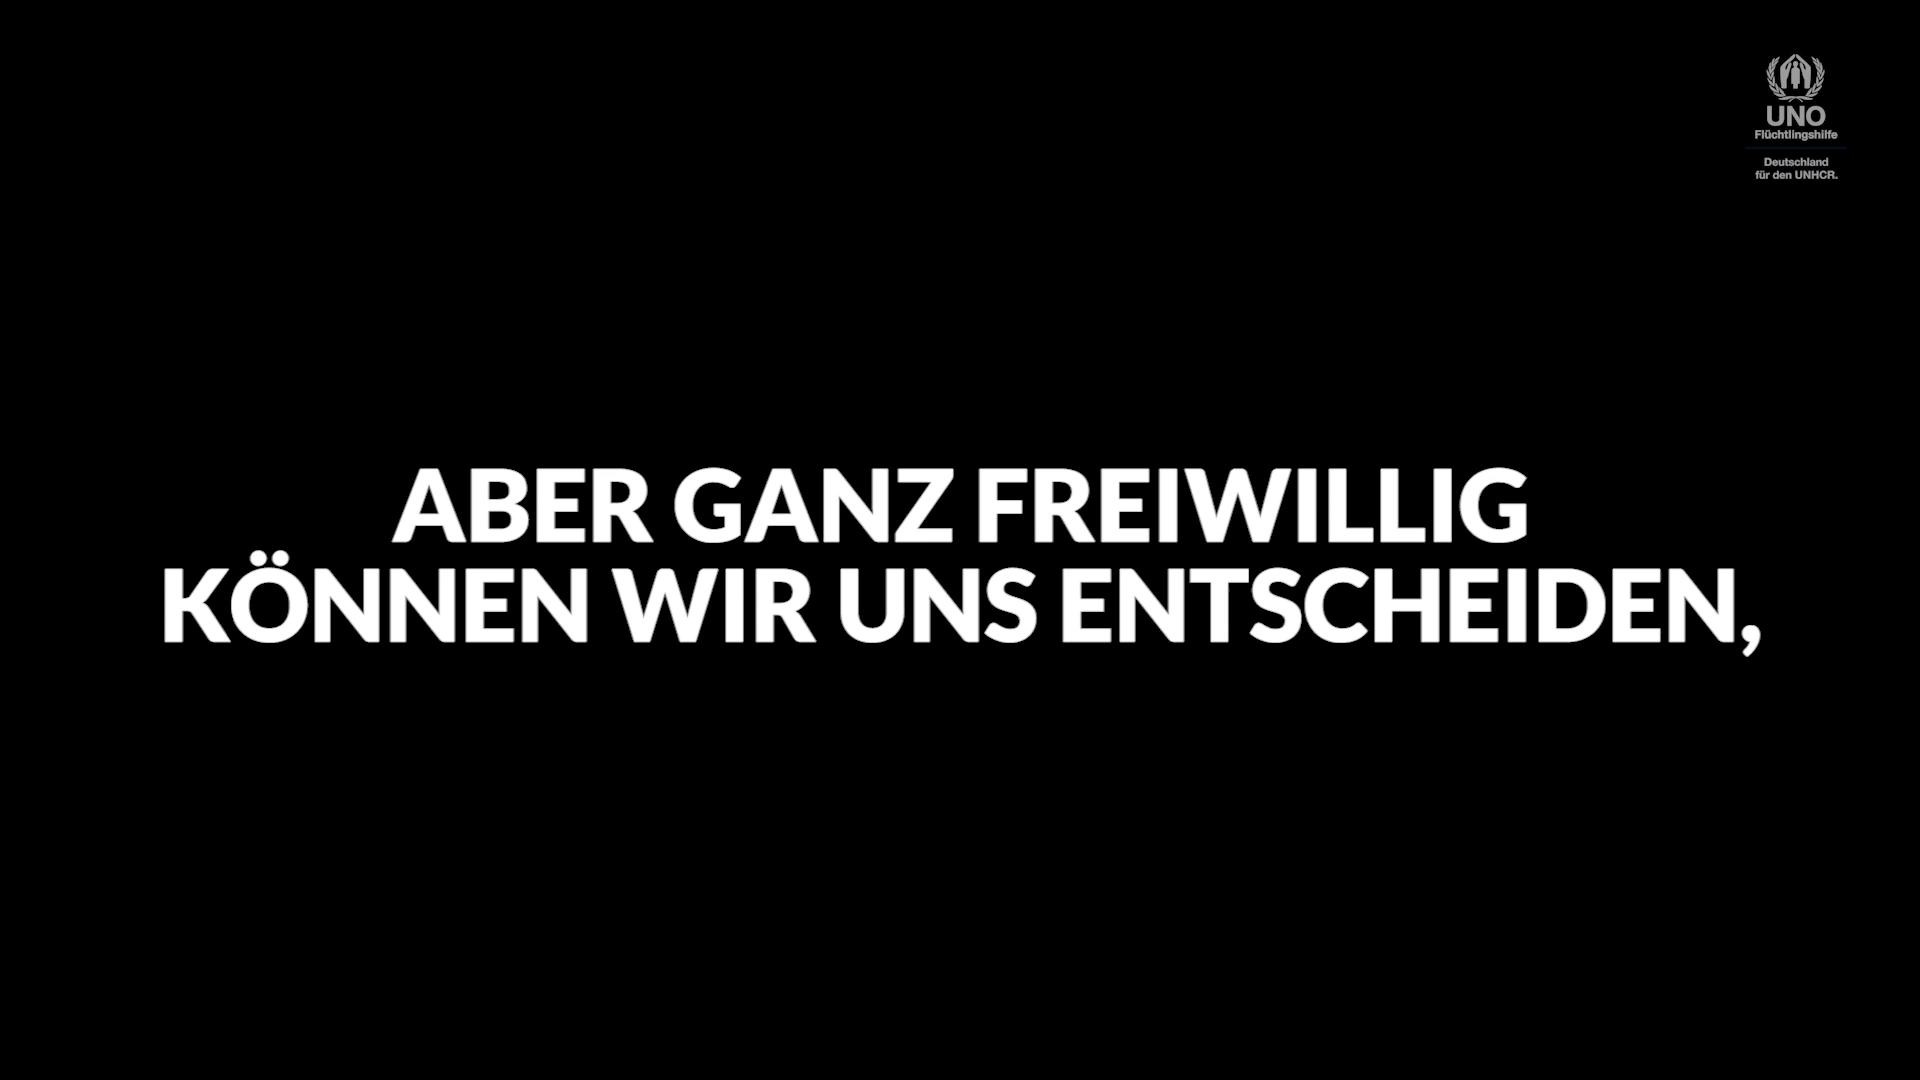 UNO
Flüchtlingshilfe
Deutschland
für den UNHCR.
ABER GANZ FREIWILLIG
KÖNNEN WIR UNS ENTSCHEIDEN,